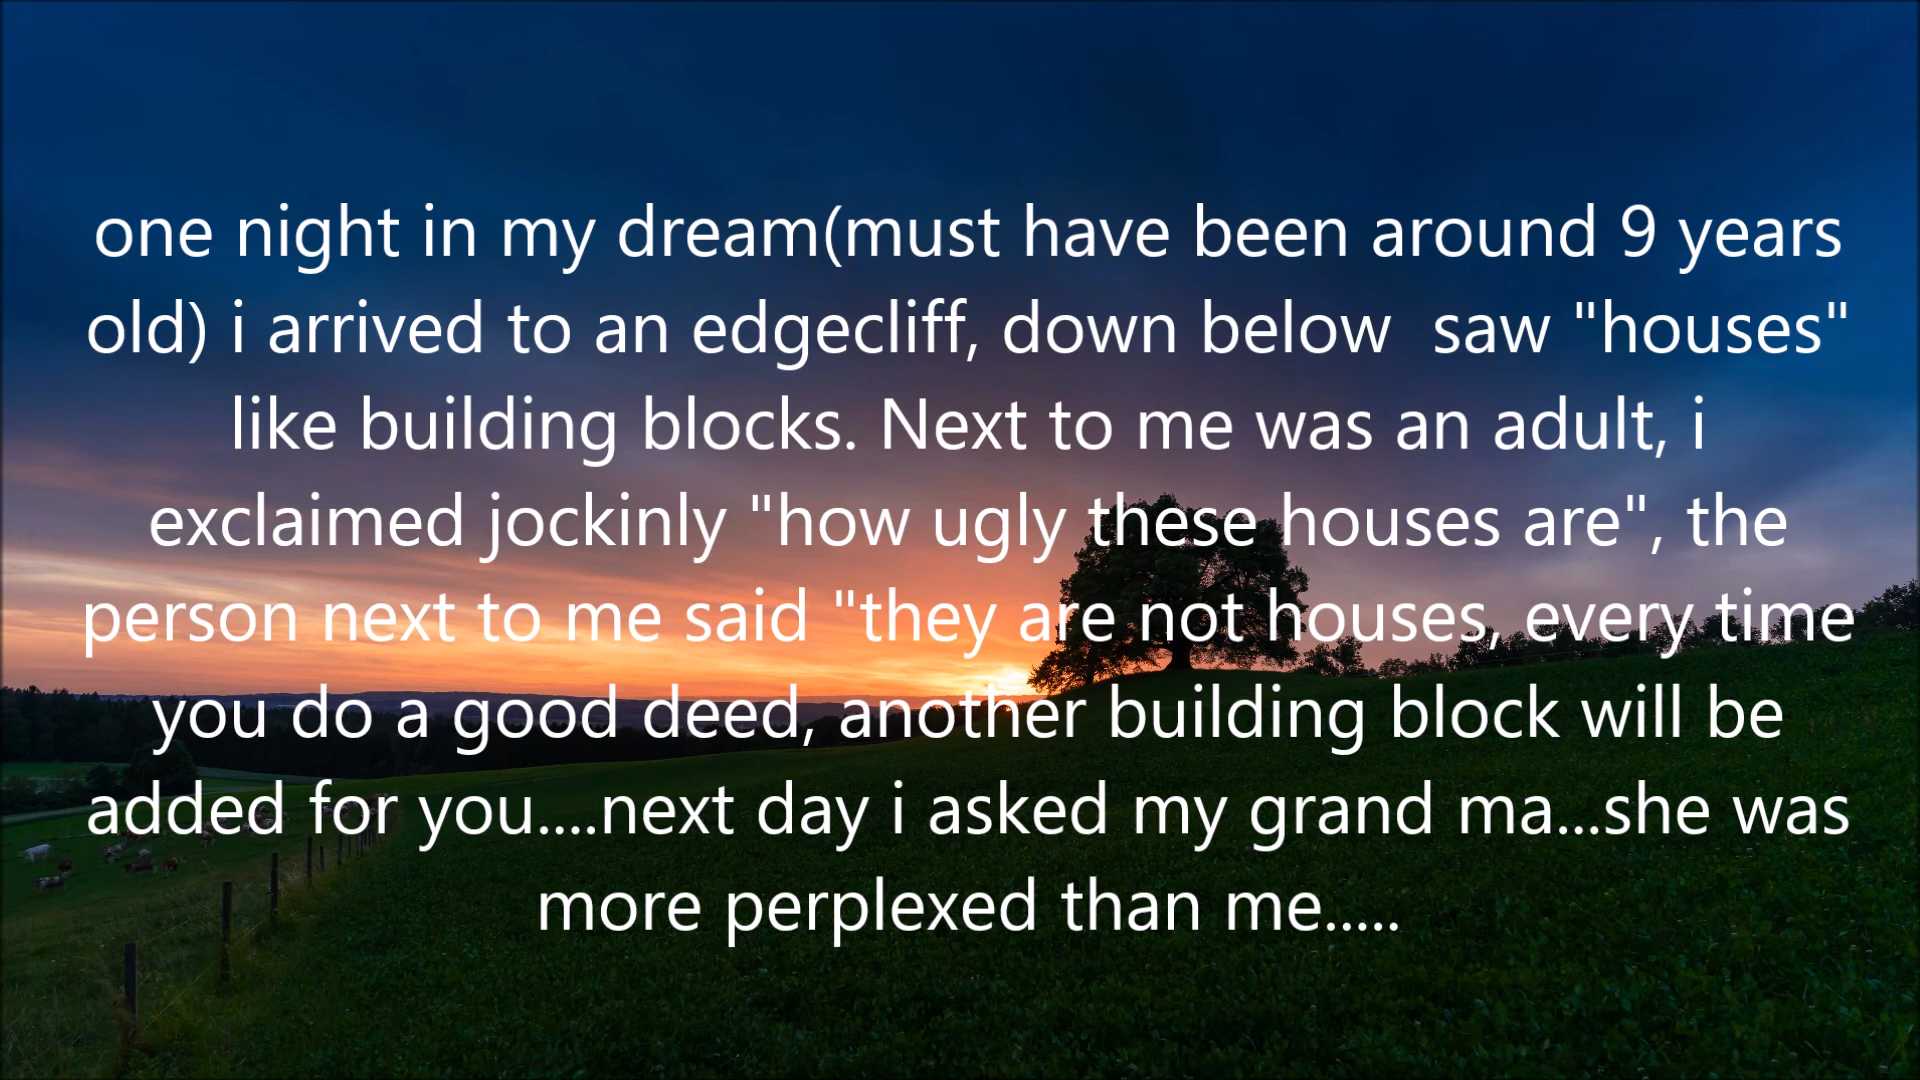 one night in my dream(must have been around 9 years
old) i arrived to an edgecliff, down below  saw "houses"
like building blocks. Next to me was an adult, i
exclaimed jockinly "how ugly these houses are", the
person next to me said "they are not houses, every time
you do a good deed, another building block will be
added for you....next day i asked my grand ma...she was
more perplexed than me.....